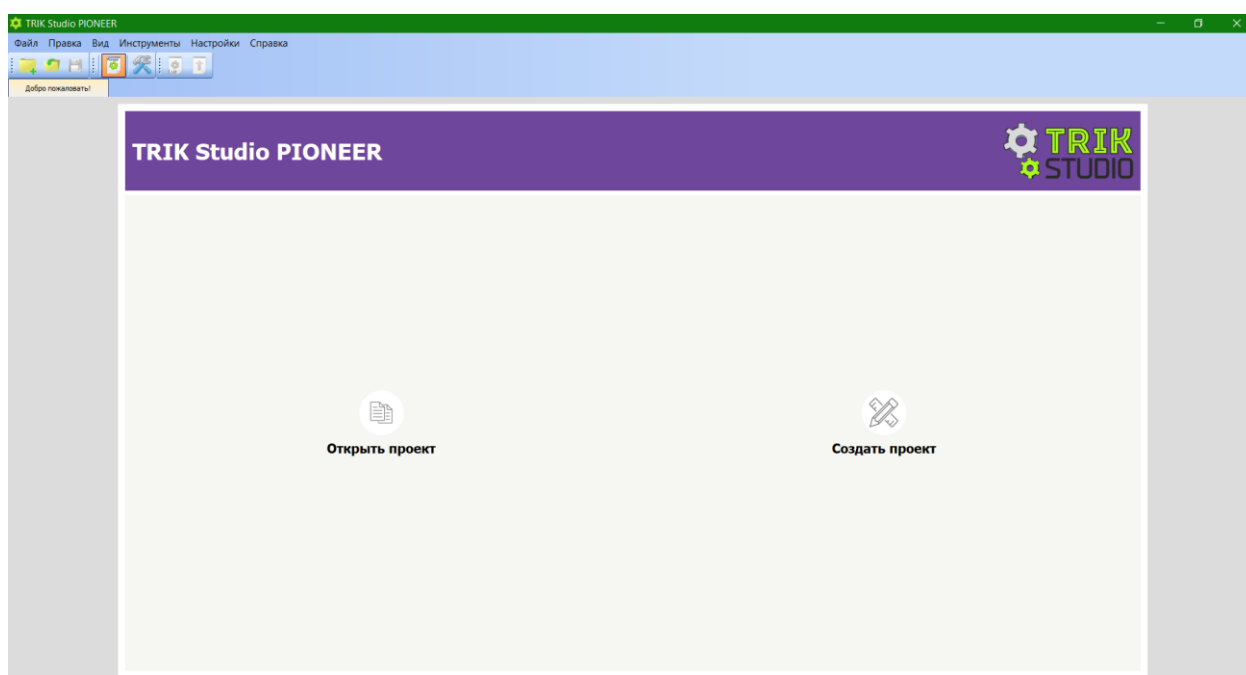 TRIK Studio PIONEER
Файл Правка Вид Инструменты Настройки Справка
Добро пожаловать!
TRIK Studio PIONEER
TRIK
STUDIO
Открыть проект
Создать проект